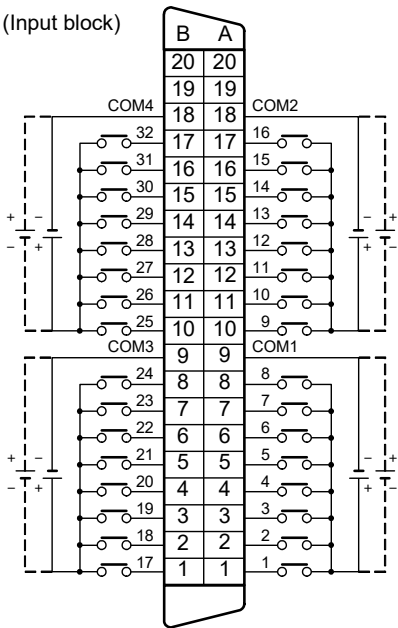 (Input block)
B A
20 20
19 19
COM4 18 18 COM2
32 17 17 16
31 16 16 15
30 15 15 14
+ − 29 14 14 13 − +
− + 28 13 13 12 + −
27 12 12 11
26 11 11 10
25 10 10 9
COM3 9 9 COM1
24 8 8 8
23 7 7 7
22 6 6 6
+ − 21 5 5 5 − +
− + 20 4 4 4 + −
19 3 3 3
18 2 2 2
17 1 1 1